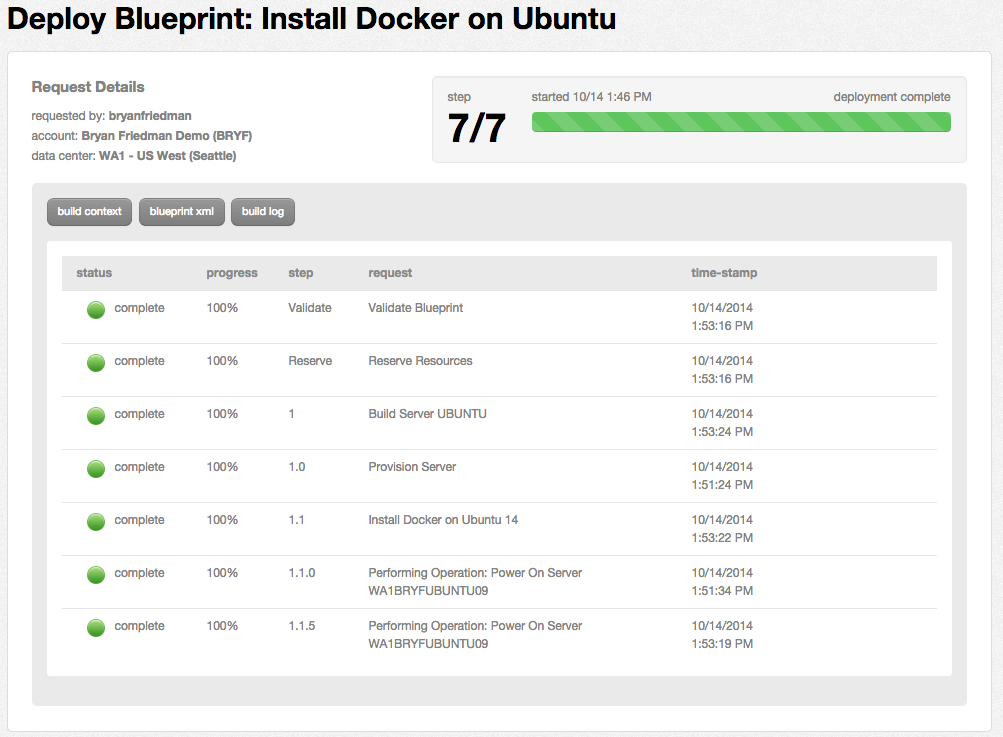 Deploy Blueprint: Install Docker on Ubuntu
Request Details
requested by: bryanfriedman
account: Bryan Friedman Demo (BRYF)
data center: WA1 - US West (Seattle)
step
7/7
started 10/14 1:46 PM
deployment complete
build context
blueprint xml
build log
status progress step request time-stamp
complete 100% Validate Validate Blueprint 10/14/2014
1:53:16 PM
complete 100% Reserve Reserve Resources 10/14/2014
1:53:16 PM
complete 100% 1 Build Server UBUNTU 10/14/2014
1:53:24 PM
complete 100% 1.0 Provision Server 10/14/2014
1:51:24 PM
complete 100% 1.1 Install Docker on Ubuntu 14 10/14/2014
1:53:22 PM
complete 100% 1.1.0 Performing Operation: Power On Server 10/14/2014
WA1BRYFUBUNTU09 1:51:34 PM
complete 100% 1.1.5 Performing Operation: Power On Server 10/14/2014
WA1BRYFUBUNTU09 1:53:19 PM